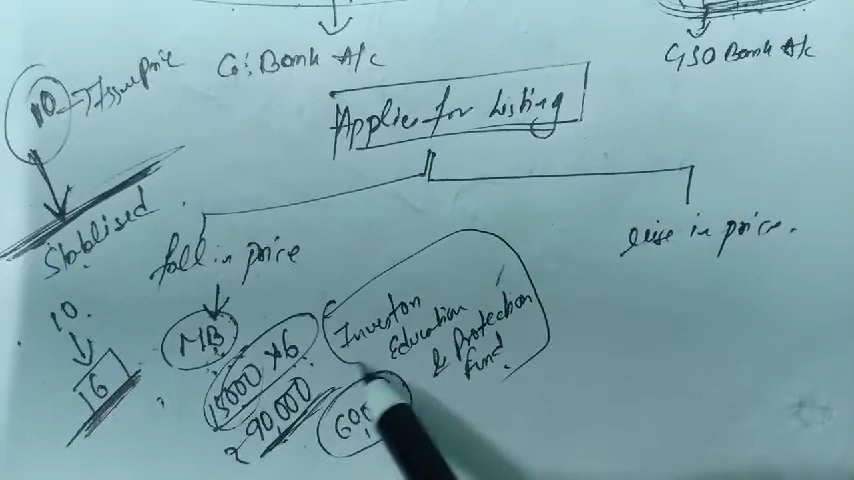 Co's Bank A/c
GSO Bank A/c
10 → Issue price
Applied for Listing
Stablised
fall in price
rise in price.
10.
16
MB
15000 x 6
90,000
Investor
Education
& Protection
Fund.